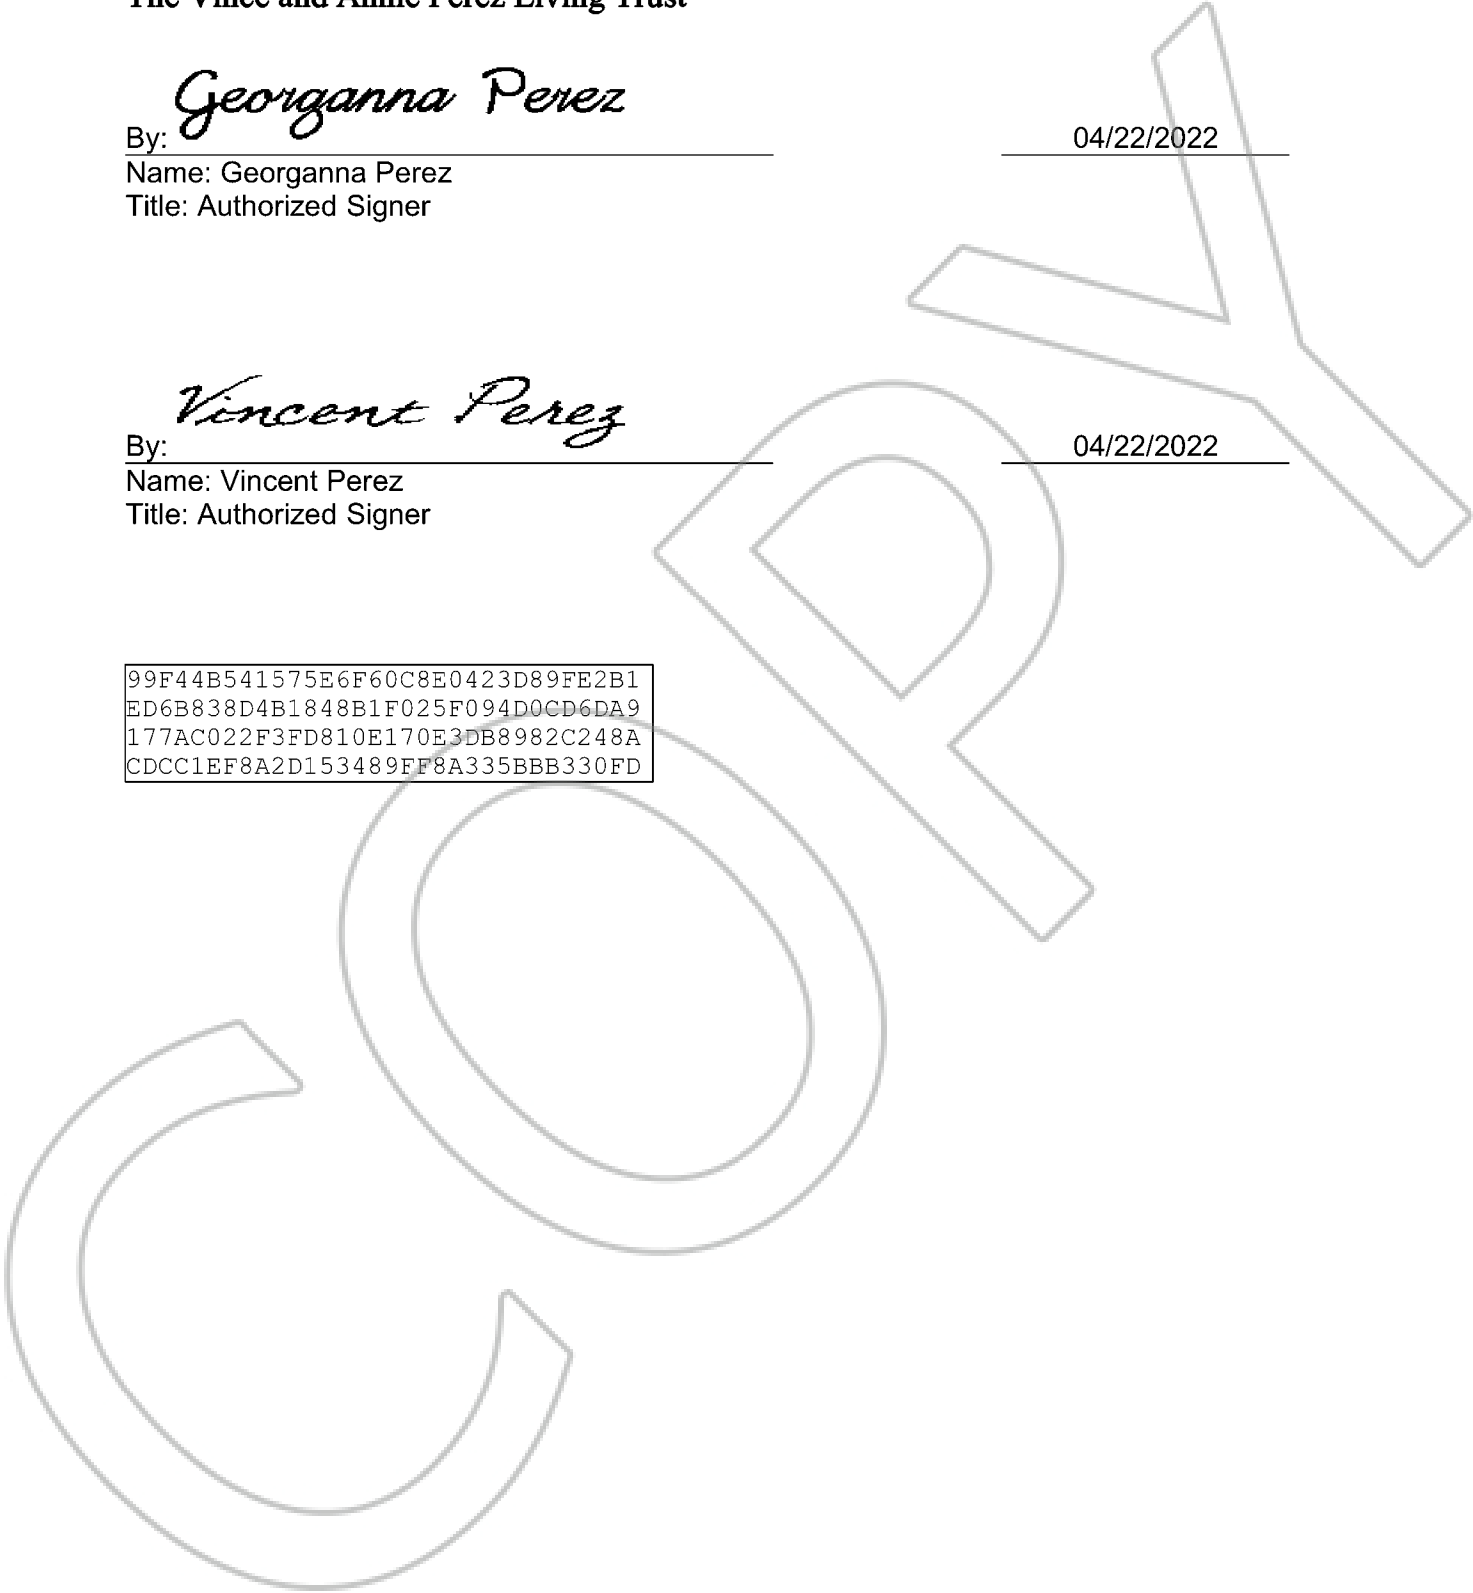 The Vince and Annie Perez Living Trust
Georganna Perez
By:
04/22/2022
Name: Georganna Perez
Title: Authorized Signer
Vincent Perez
By:
04/22/2022
Name: Vincent Perez
Title: Authorized Signer
99F44B541575E6F60C8E0423D89FE2B1
ED6B838D4B1848B1F025F094D0CD6DA9
177AC022F3FD810E170E3DB8982C248A
CDCC1EF8A2D153489FF8A335BBB330FD
COPY